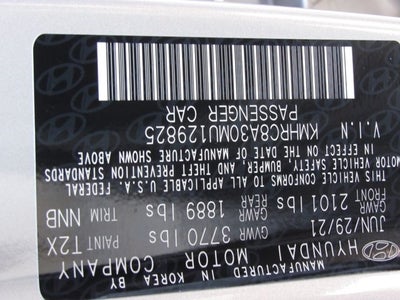 MANUFACTURED IN KOREA BY
HYUNDAI MOTOR COMPANY
JUN/29/21 GVWR 3770 lbs PAINT T2X
GAWR FRONT 2101 lbs GAWR REAR 1889 lbs TRIM NNB
THIS VEHICLE CONFORMS TO ALL APPLICABLE U.S.A. FEDERAL
MOTOR VEHICLE SAFETY, BUMPER, AND THEFT PREVENTION STANDARDS
IN EFFECT ON THE DATE OF MANUFACTURE SHOWN ABOVE
V.I.N KMHRC8A30MU129825
PASSENGER CAR